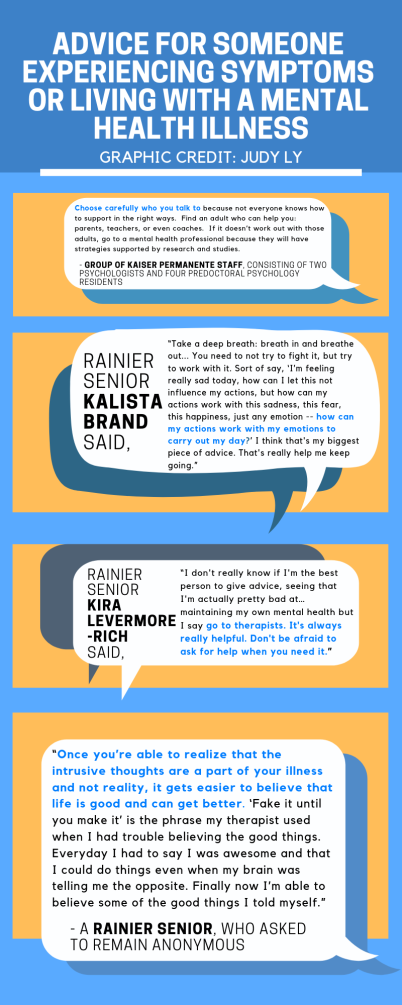 ADVICE FOR SOMEONE
EXPERIENCING SYMPTOMS
OR LIVING WITH A MENTAL
HEALTH ILLNESS
GRAPHIC CREDIT: JUDY LY
Choose carefully who you talk to because not everyone knows how
to support in the right ways. Find an adult who can help you:
parents, teachers, or even coaches. If it doesn't work out with those
adults, go to a mental health professional because they will have
strategies supported by research and studies.
- GROUP OF KAISER PERMANENTE STAFF, CONSISTING OF TWO
PSYCHOLOGISTS AND FOUR PREDOCTORAL PSYCHOLOGY
RESIDENTS
RAINIER
SENIOR
KALISTA
BRAND
SAID,
"Take a deep breath: breath in and breathe
out... You need to not try to fight it, but try
to work with it. Sort of say, 'I'm feeling
really sad today, how can I let this not
influence my actions, but how can my
actions work with this sadness, this fear,
this happiness, just any emotion -- how can
my actions work with my emotions to
carry out my day?' I think that's my biggest
piece of advice. That's really help me keep
going."
RAINIER
SENIOR
KIRA
LEVERMORE
-RICH
SAID,
"I don't really know if I'm the best
person to give advice, seeing that
I'm actually pretty bad at...
maintaining my own mental health but
I say go to therapists. It's always
really helpful. Don't be afraid to
ask for help when you need it."
"Once you're able to realize that the
intrusive thoughts are a part of your illness
and not reality, it gets easier to believe that
life is good and can get better. 'Fake it until
you make it' is the phrase my therapist used
when I had trouble believing the good things.
Everyday I had to say I was awesome and that
I could do things even when my brain was
telling me the opposite. Finally now I'm able to
believe some of the good things I told myself."
- A RAINIER SENIOR, WHO ASKED
TO REMAIN ANONYMOUS